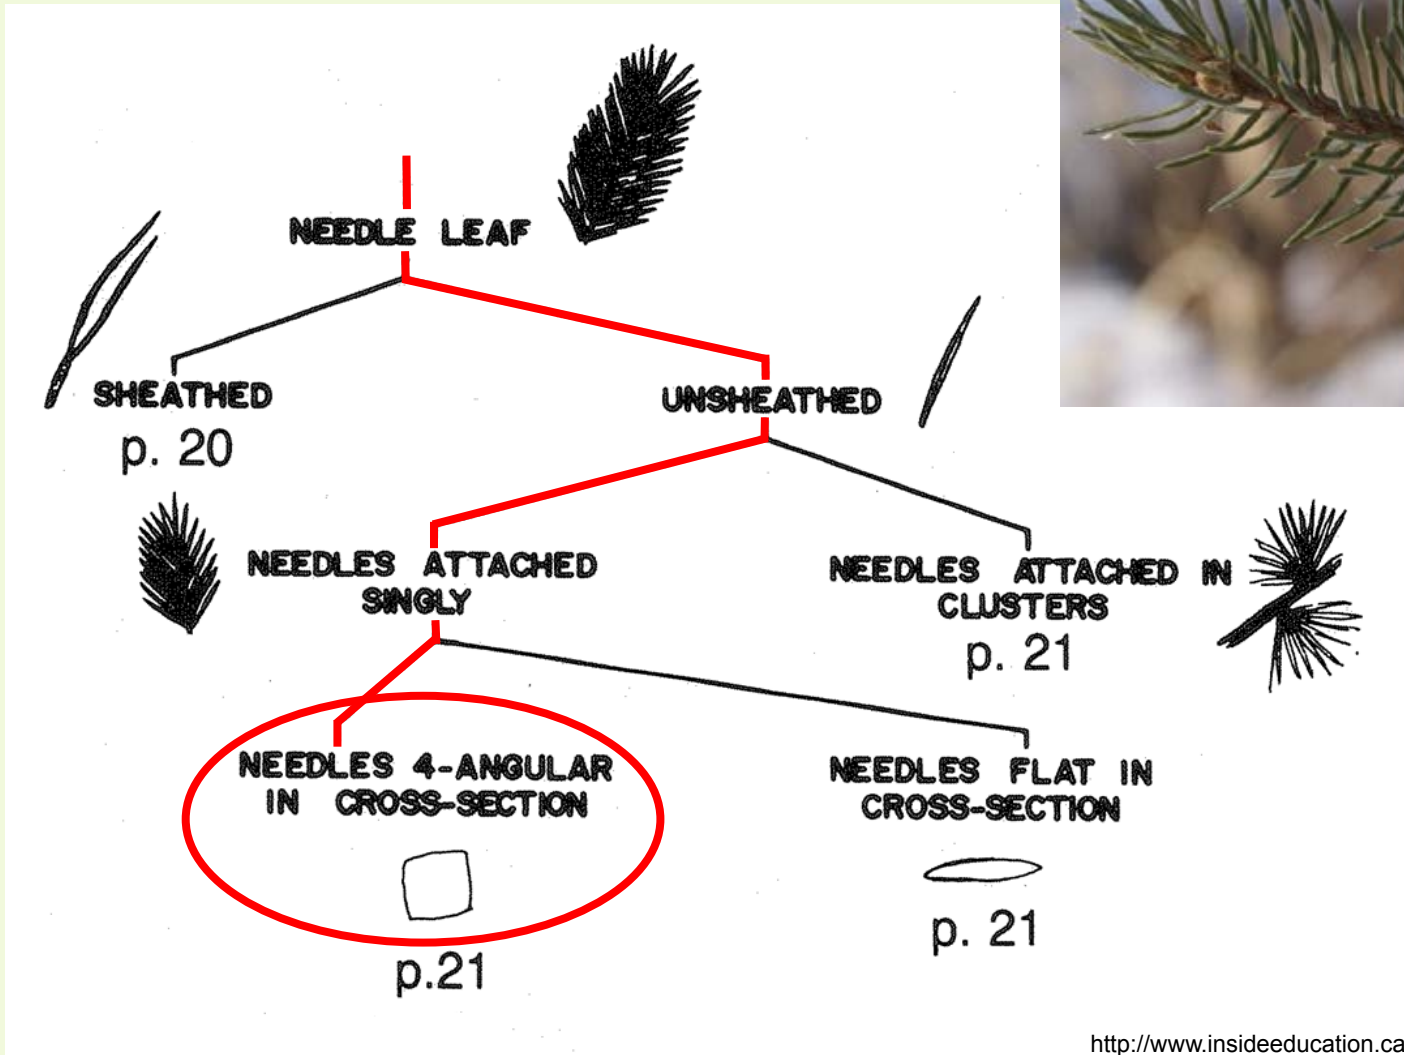 NEEDLE LEAF
SHEATHED
p. 20
UNSHEATHED
NEEDLES ATTACHED
SINGLY
NEEDLES ATTACHED IN
CLUSTERS
p. 21
NEEDLES 4-ANGULAR
IN CROSS-SECTION
p.21
NEEDLES FLAT IN
CROSS-SECTION
p. 21
http://www.insideeducation.ca